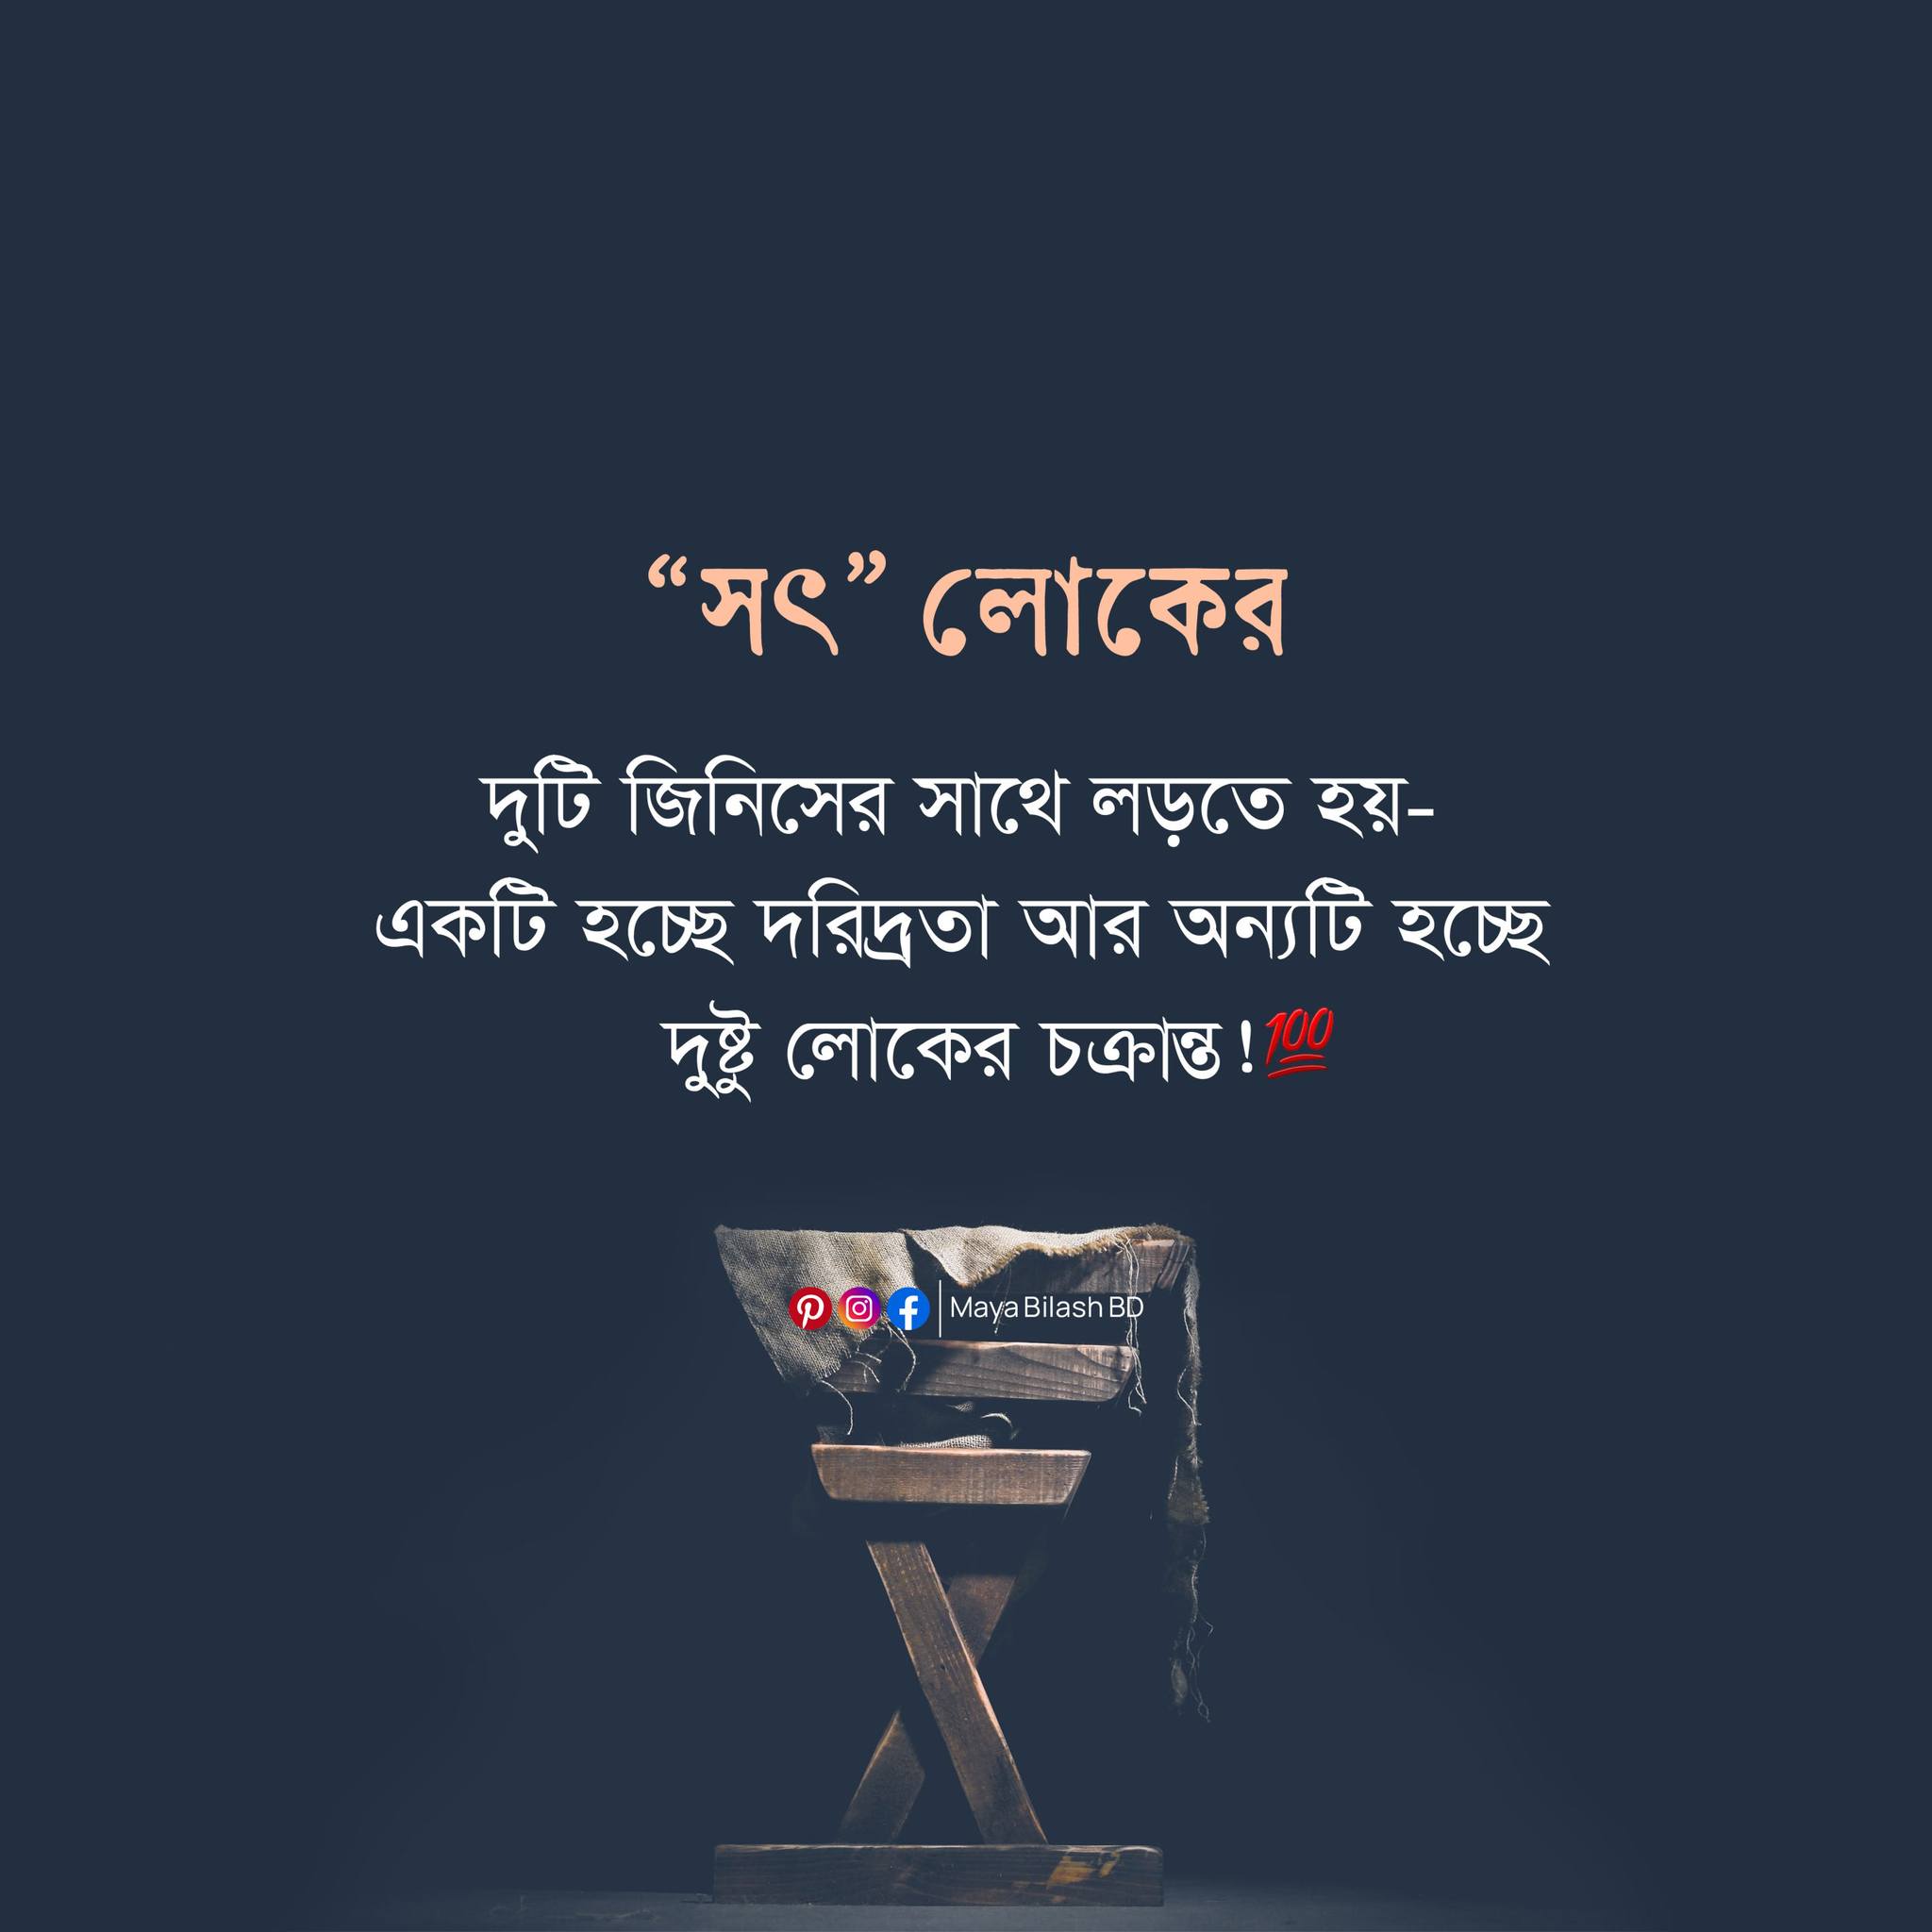 “সৎ” লোকের
দুটি জিনিসের সাথে লড়তে হয়-
একটি হচ্ছে দরিদ্রতা আর অন্যটি হচ্ছে
দুষ্টু লোকের চক্রান্ত!💯
Maya Bilash BD